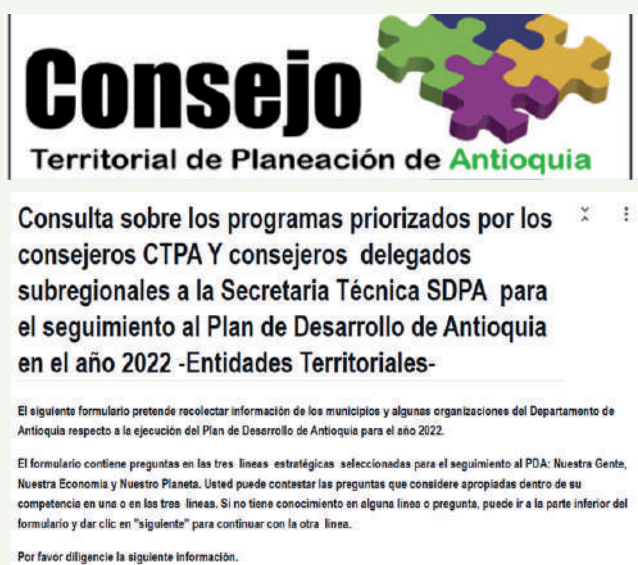 Consejo
Territorial de Planeación de Antioquia
Consulta sobre los programas priorizados por los
consejeros CTPA Y consejeros delegados
subregionales a la Secretaria Técnica SDPA para
el seguimiento al Plan de Desarrollo de Antioquia
en el año 2022 -Entidades Territoriales-
El siguiente formulario pretende recolectar información de los municipios y algunas organizaciones del Departamento de
Antioquia respecto a la ejecución del Plan de Desarrollo de Antioquia para el año 2022.
El formulario contiene preguntas en las tres lineas estratégicas seleccionadas para el seguimiento al PDA: Nuestra Gente,
Nuestra Economia y Nuestro Planeta. Usted puede contestar las preguntas que considere apropiadas dentro de su
competencia en una o en las tres lineas. Si no tiene conocimiento en alguna linea o pregunta, puede ir a la parte inferior del
formulario y dar clic en "siguiente" para continuar con la otra linea.
Por favor diligencie la siguiente información.